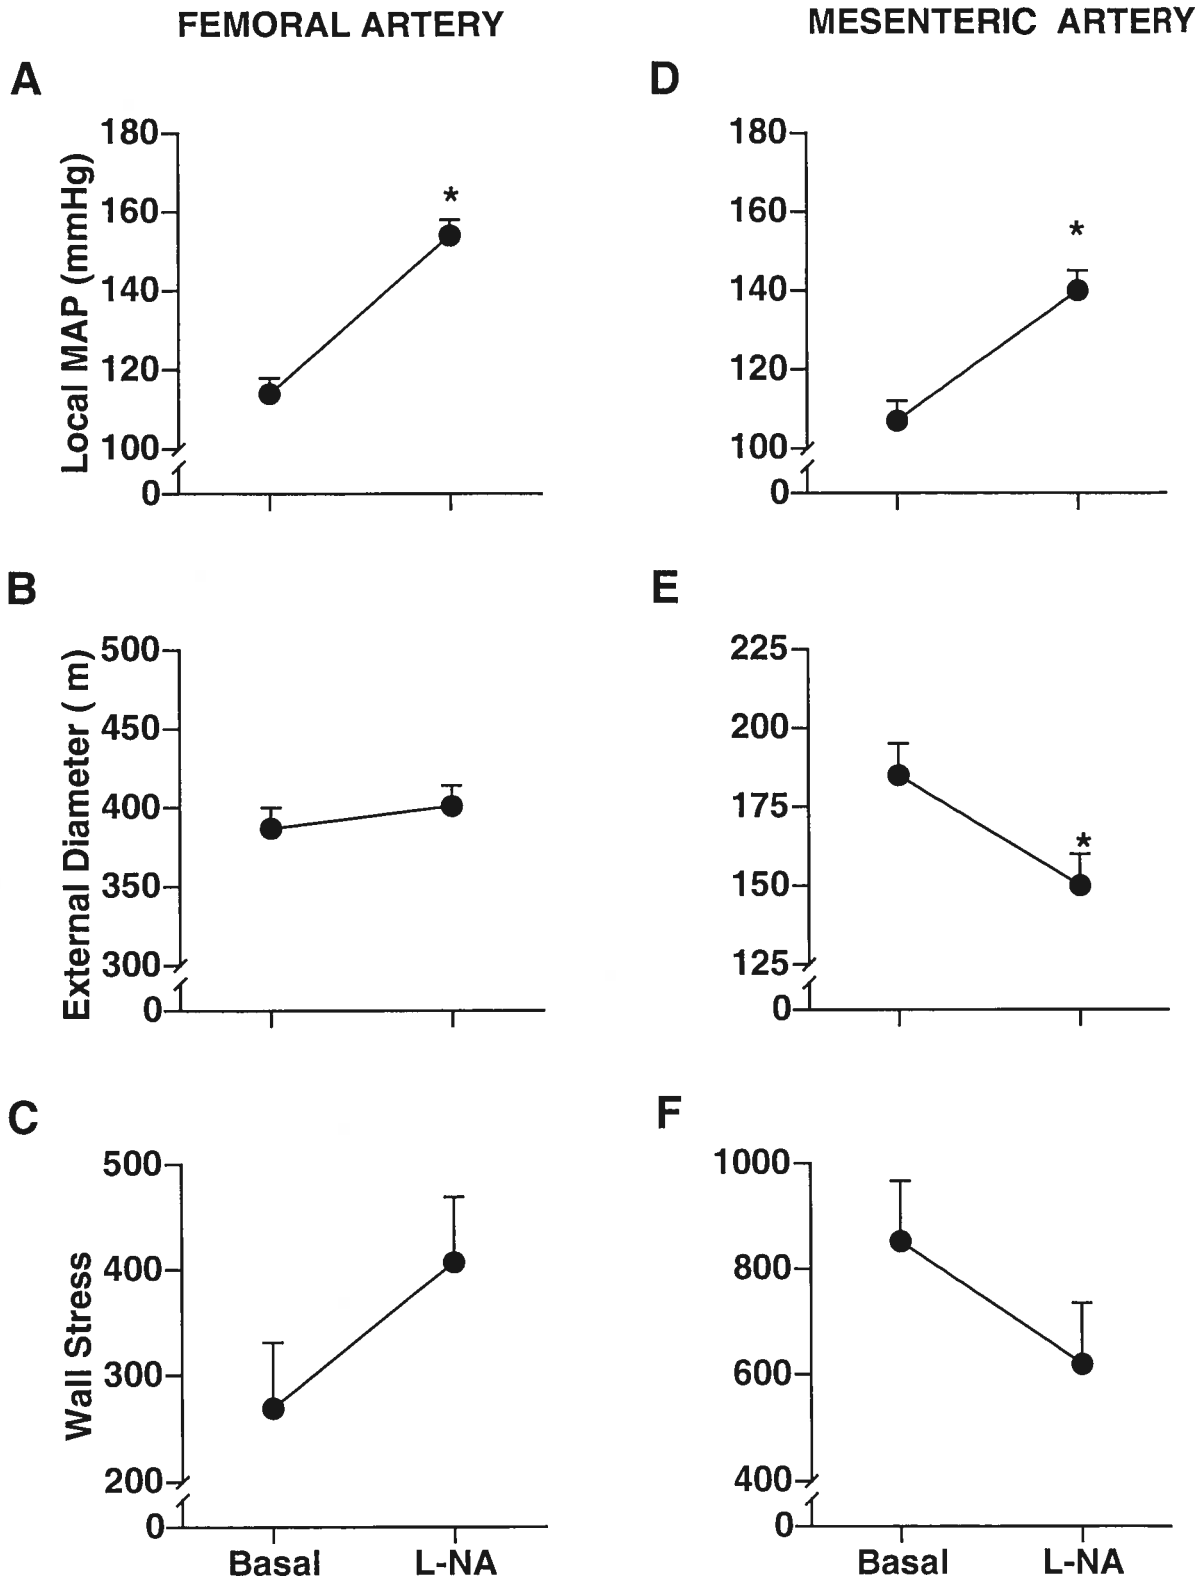 FEMORAL ARTERY
MESENTERIC ARTERY
A
D
180
160
140
120
100
0
Local MAP (mmHg)
*
180
160
140
120
100
0
*
B
E
500
450
400
350
300
0
External Diameter ( m)
225
200
175
150
125
0
*
C
F
500
400
300
200
0
Wall Stress
Basal L-NA
1000
800
600
400
0
Basal L-NA